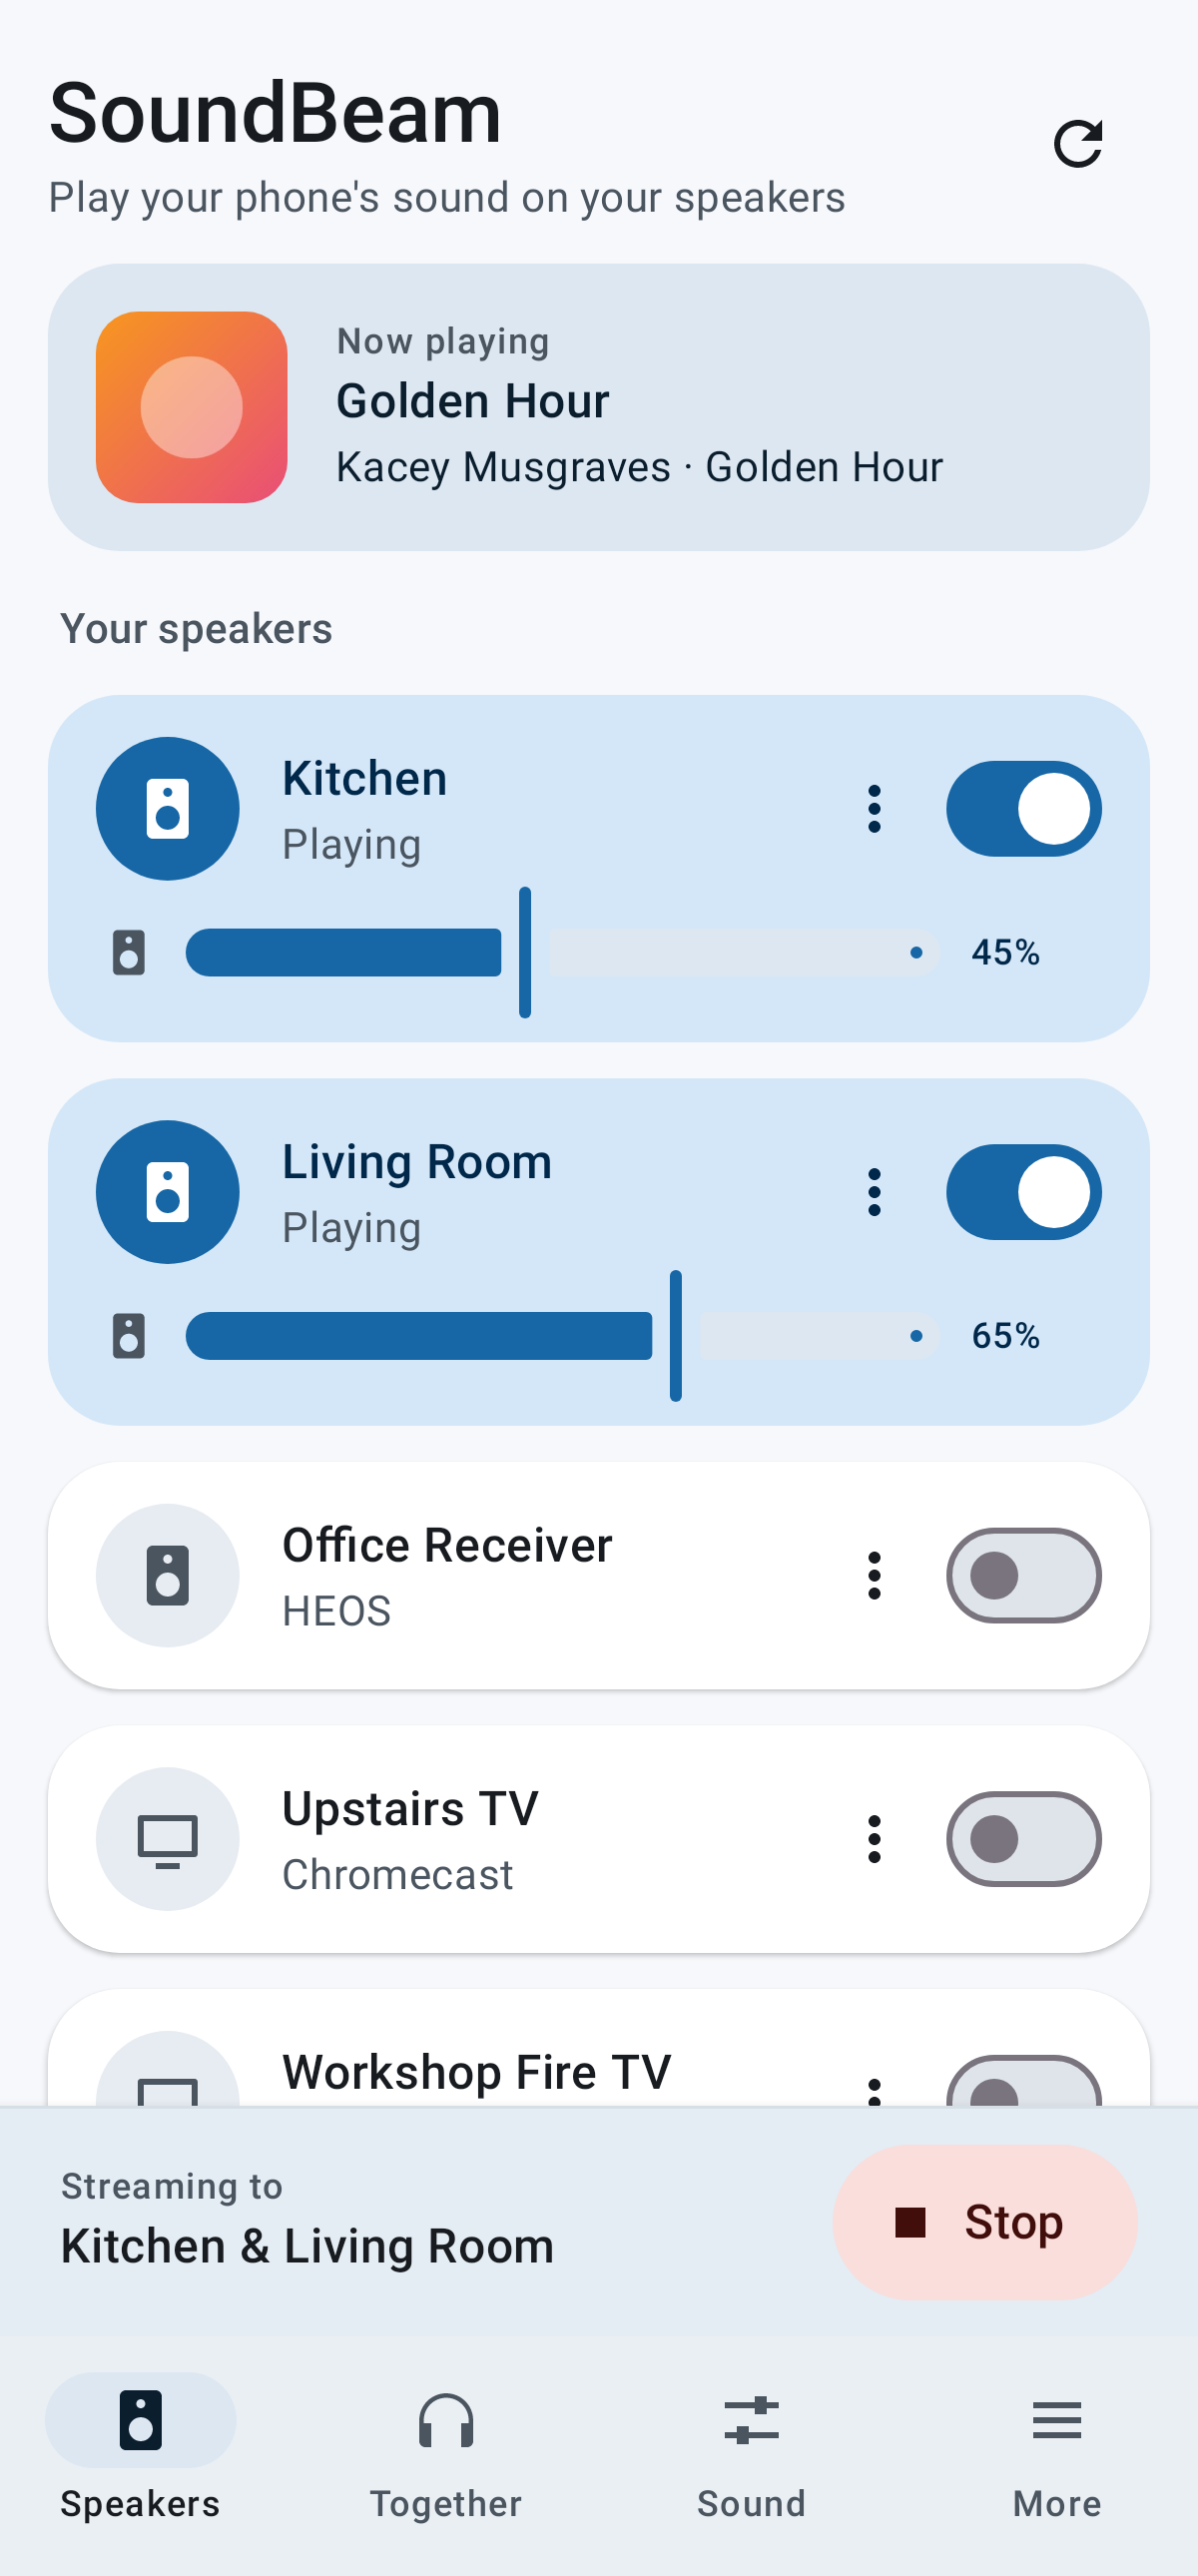 SoundBeam
Play your phone's sound on your speakers
Now playing
Golden Hour
Kacey Musgraves · Golden Hour
Your speakers
Kitchen
Playing
45%
Living Room
Playing
65%
Office Receiver
HEOS
Upstairs TV
Chromecast
Workshop Fire TV
Streaming to
Kitchen & Living Room
Stop
Speakers
Together
Sound
More